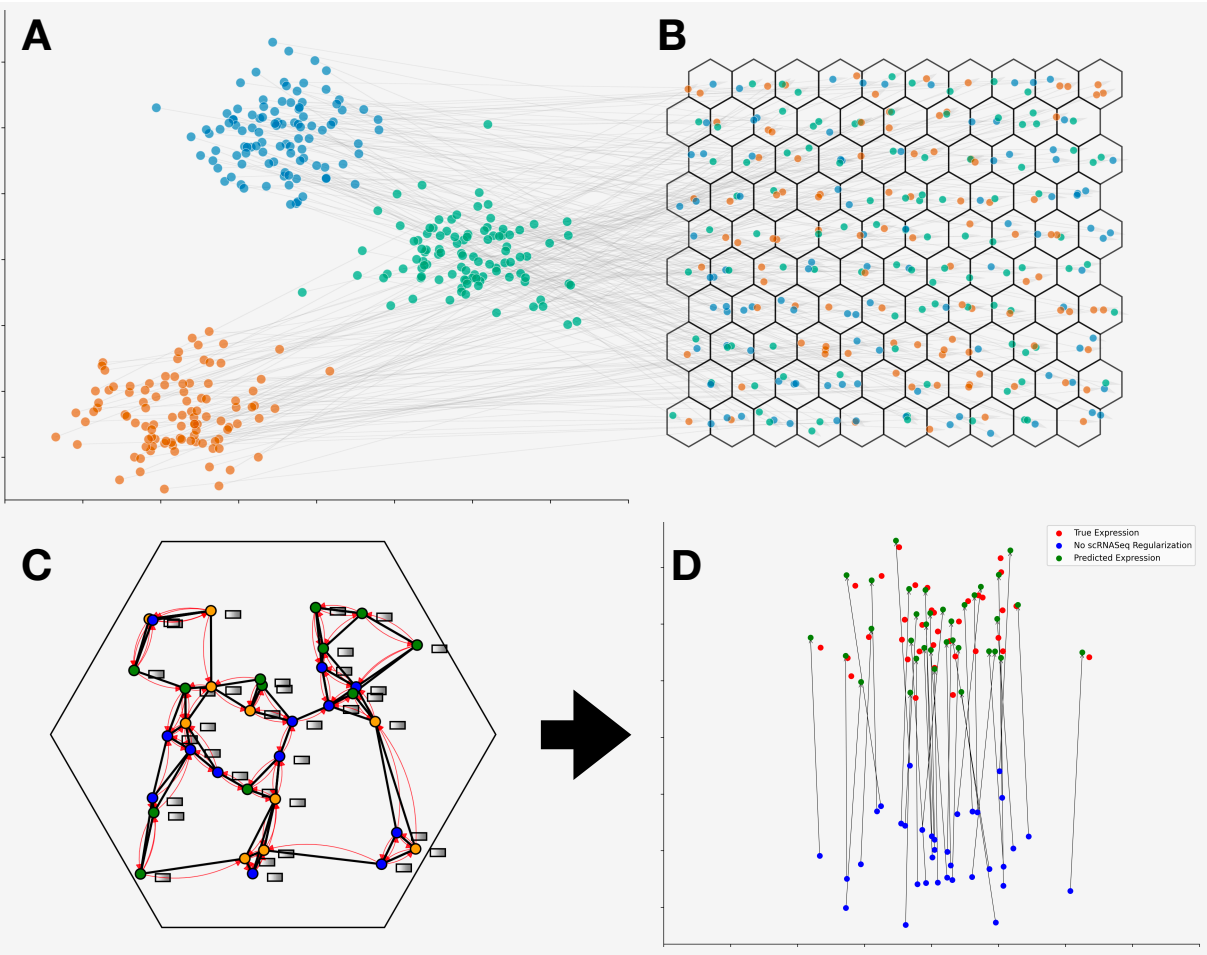 A
B
C
D
True Expression
No scRNASeq Regularization
Predicted Expression